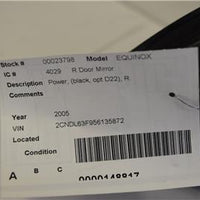 Stock # 00023798 Model EQUINOX
IC # 4029 R Door Mirror
Description Power, (black, opt D22), R
Comments
Year 2005
VIN 2CNDL63F956135872
Located
Condition
A B C
0000148817